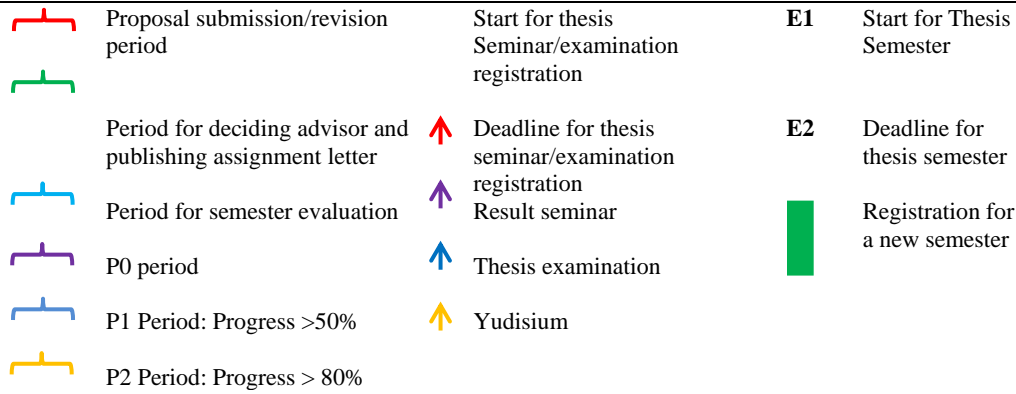 Proposal submission/revision
period
Period for deciding advisor and
publishing assignment letter
Period for semester evaluation
P0 period
P1 Period: Progress >50%
P2 Period: Progress > 80%
Start for thesis
Seminar/examination
registration
Deadline for thesis
seminar/examination
registration
Result seminar
Thesis examination
Yudisium
E1
Start for Thesis
Semester
E2
Deadline for
thesis semester
Registration for
a new semester